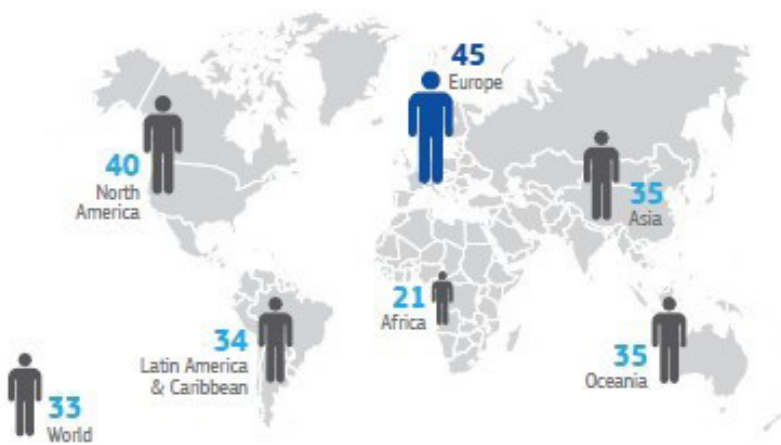 45
Europe
40
North
America
35
Asia
21
Africa
34
Latin America
& Caribbean
35
Oceania
33
World